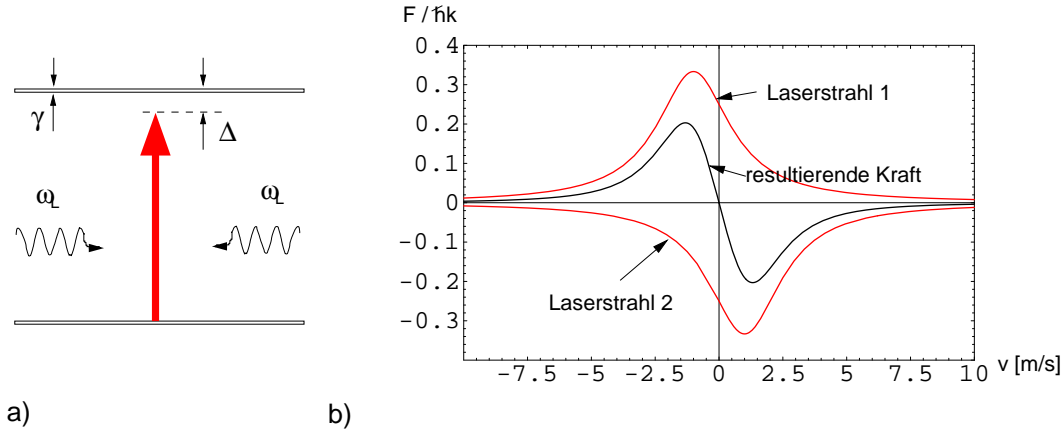 γ
Δ
ω_L
ω_L
a)
F / ħk
0.4
0.3
0.2
0.1
0
-0.1
-0.2
-0.3
Laserstrahl 1
resultierende Kraft
Laserstrahl 2
-7.5 -5 -2.5 0 2.5 5 7.5 10
v [m/s]
b)